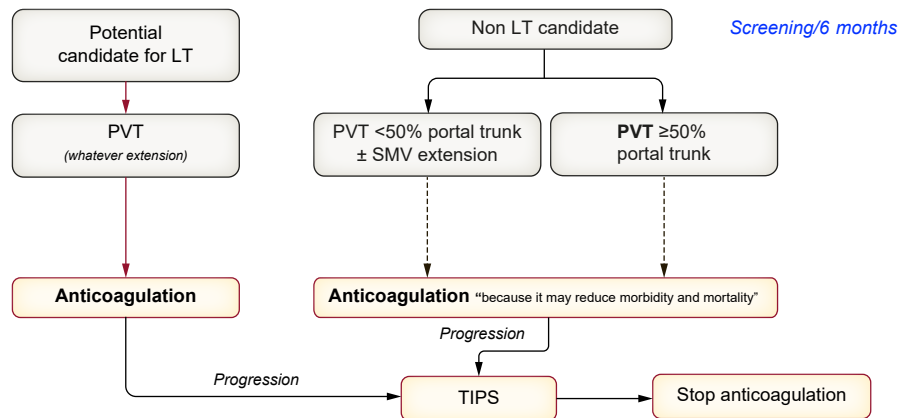 Potential
candidate for LT
Non LT candidate
Screening/6 months
PVT
(whatever extension)
PVT <50% portal trunk
± SMV extension
PVT ≥50%
portal trunk
Anticoagulation
Anticoagulation “because it may reduce morbidity and mortality”
Progression
Progression
TIPS
Stop anticoagulation